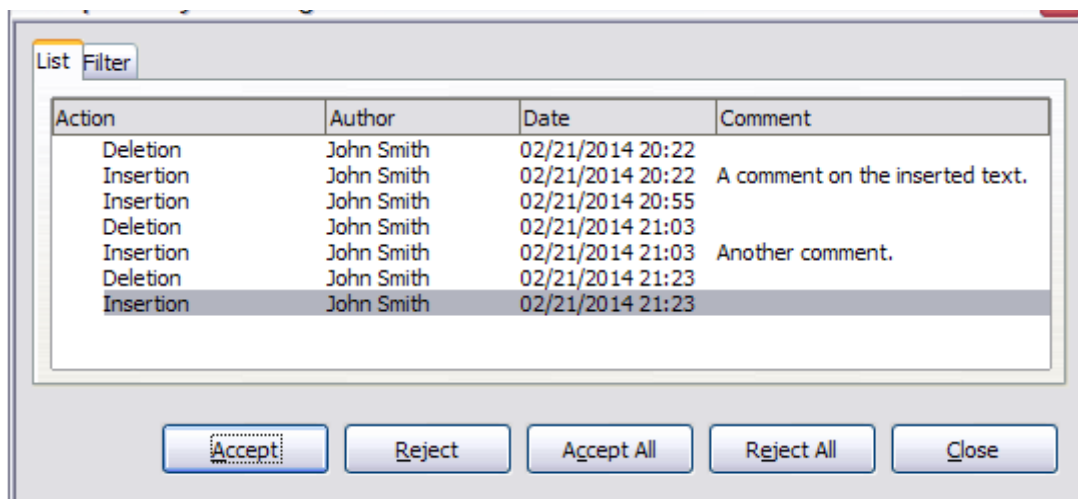 List Filter
Action Author Date Comment
Deletion John Smith 02/21/2014 20:22
Insertion John Smith 02/21/2014 20:22 A comment on the inserted text.
Insertion John Smith 02/21/2014 20:55
Deletion John Smith 02/21/2014 21:03
Insertion John Smith 02/21/2014 21:03 Another comment.
Deletion John Smith 02/21/2014 21:23
Insertion John Smith 02/21/2014 21:23
Accept Reject Accept All Reject All Close